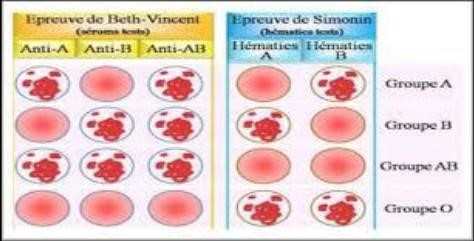 Epreuve de Beth-Vincent
(sérums tests)
Anti-A Anti-B Anti-AB
Epreuve de Simonin
(hématies tests)
Hématies A
Hématies B
Groupe A
Groupe B
Groupe AB
Groupe O